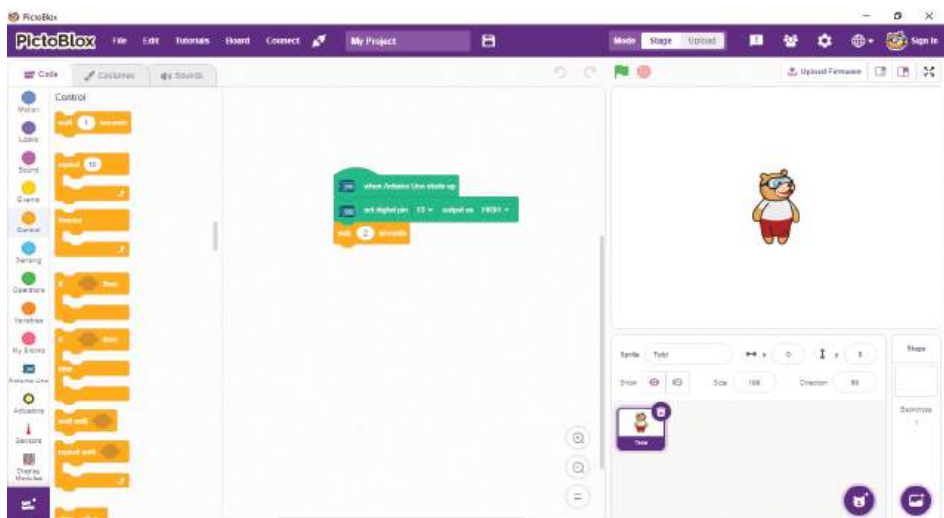 PictoBlox
PictoBlox File Edit Tutorials Board Connect My Project Mode Stage Upload Sign In
Code Costumes Sounds Upload Firmware
Motion
Looks
Sound
Events
Control
Sensing
Operators
Variables
My Blocks
Arduino Uno
Actuators
Sensors
Display Modules
Control
wait 1 seconds
repeat 10
forever
if then
if then
else
wait until
repeat until
when Arduino Uno starts up
set digital pin 13 output as HIGH
wait 2 seconds
Sprite Tobi x 0 y
Show Size 100 Direction
Tobi
Stage
Backdrops
1